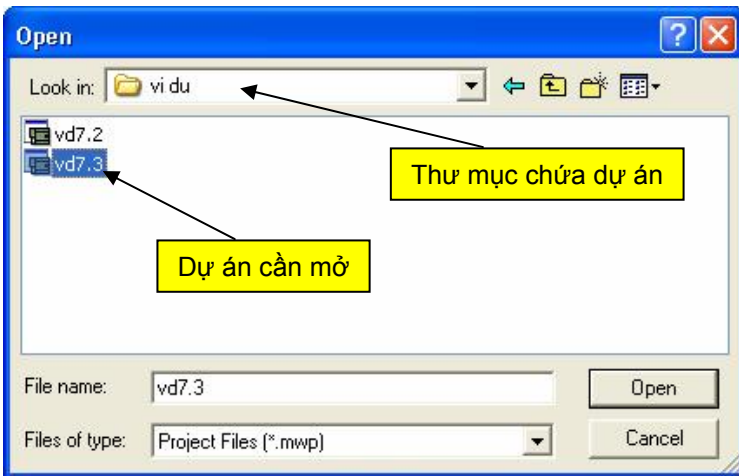 Open
Look in: vi du
vd7.2
vd7.3
Thư mục chứa dự án
Dự án cần mở
File name: vd7.3 Open
Files of type: Project Files (*.mwp) Cancel